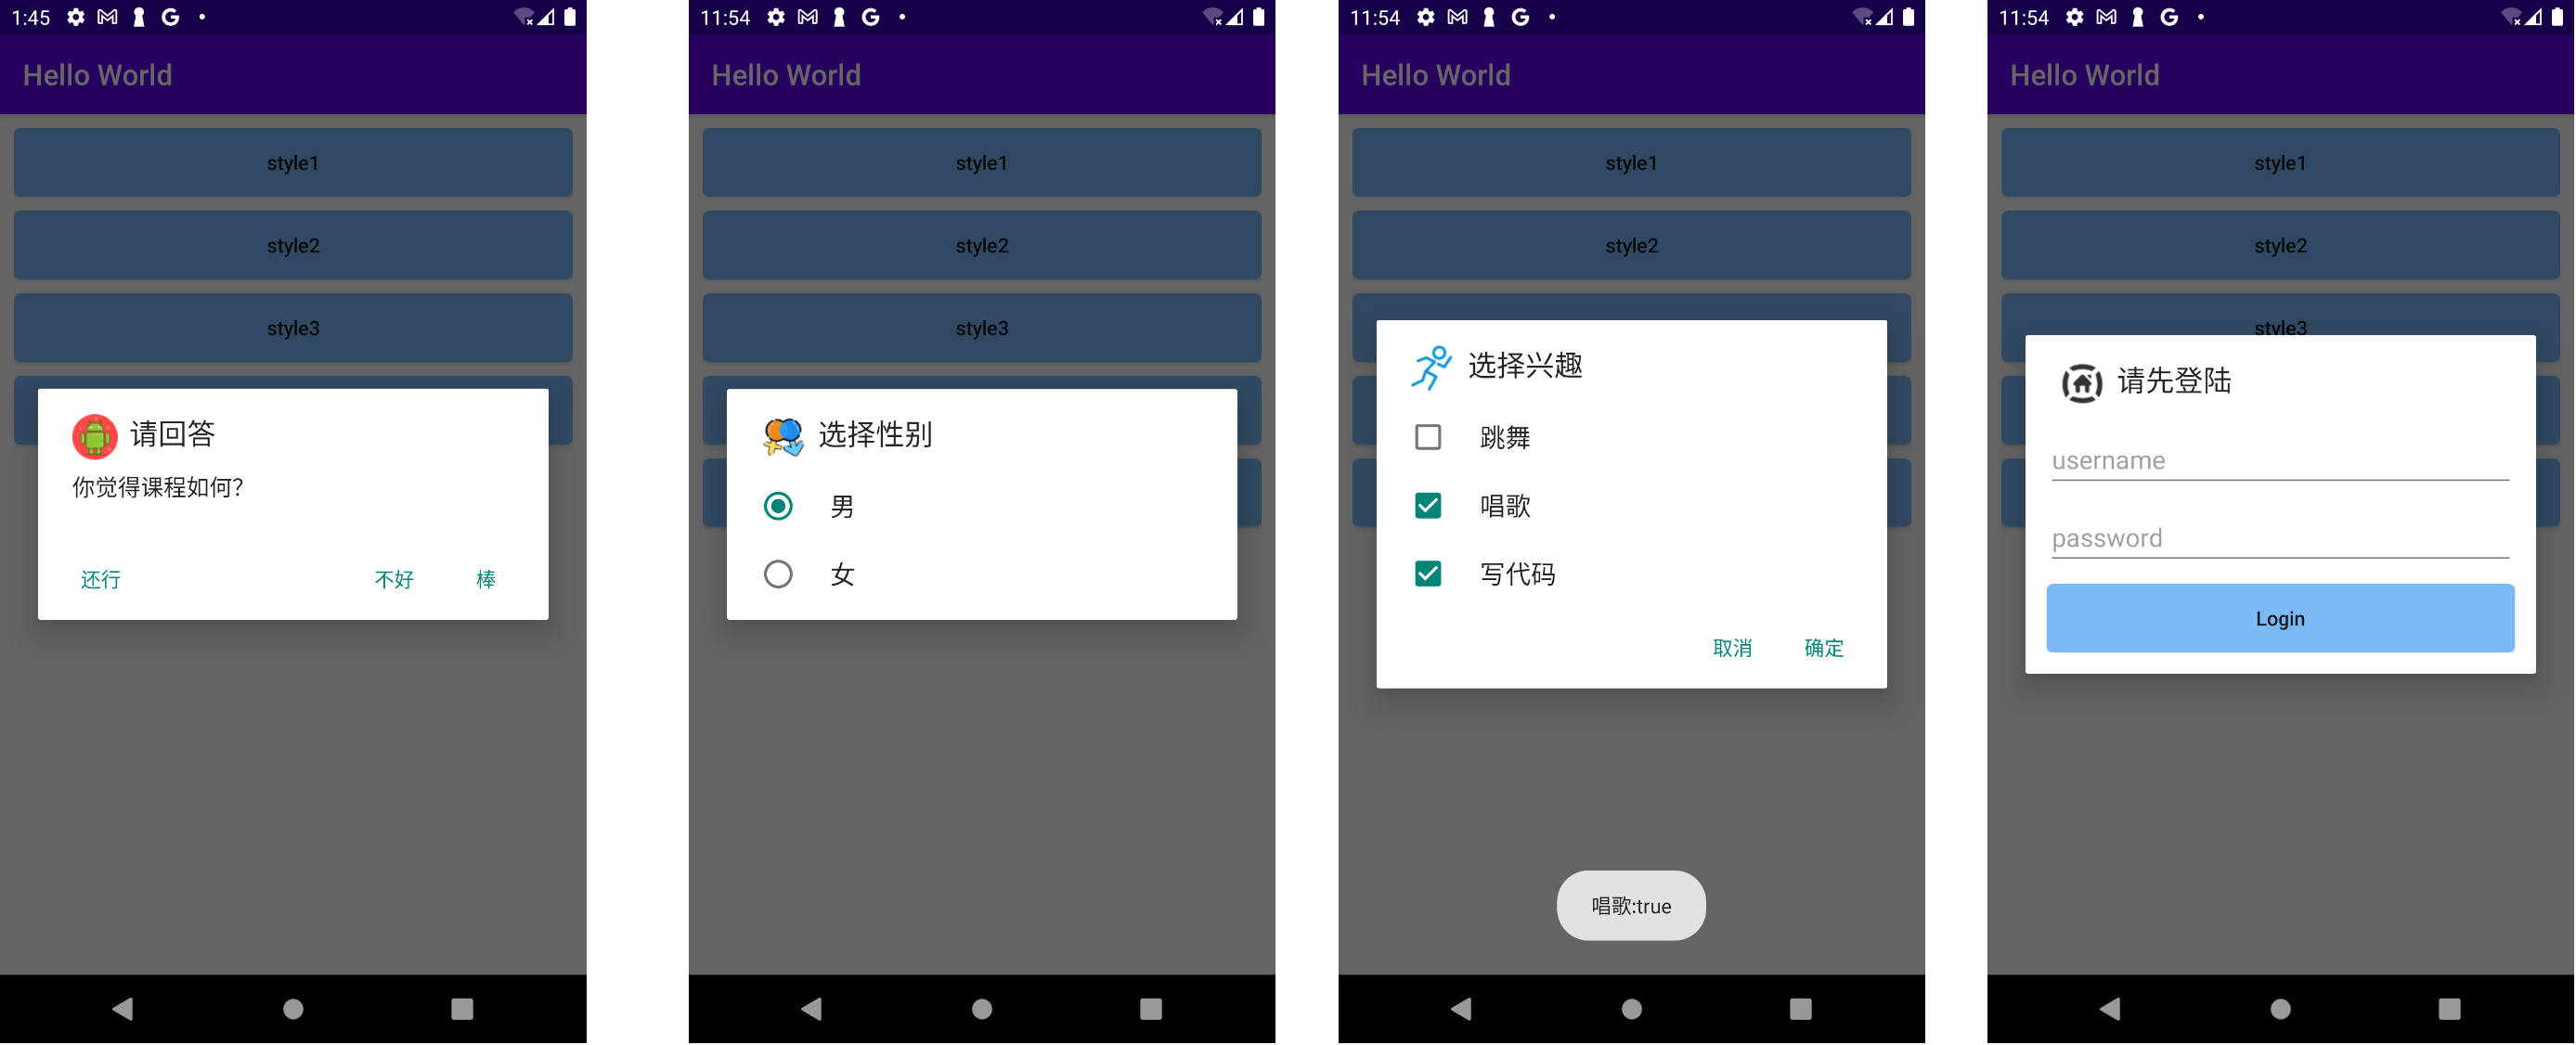 1:45
Hello World
style1
style2
style3
请回答
你觉得课程如何?
还行 不好 棒
11:54
Hello World
style1
style2
style3
选择性别
男
女
11:54
Hello World
style1
style2
选择兴趣
跳舞
唱歌
写代码
取消 确定
唱歌:true
11:54
Hello World
style1
style2
style3
请先登陆
username
password
Login